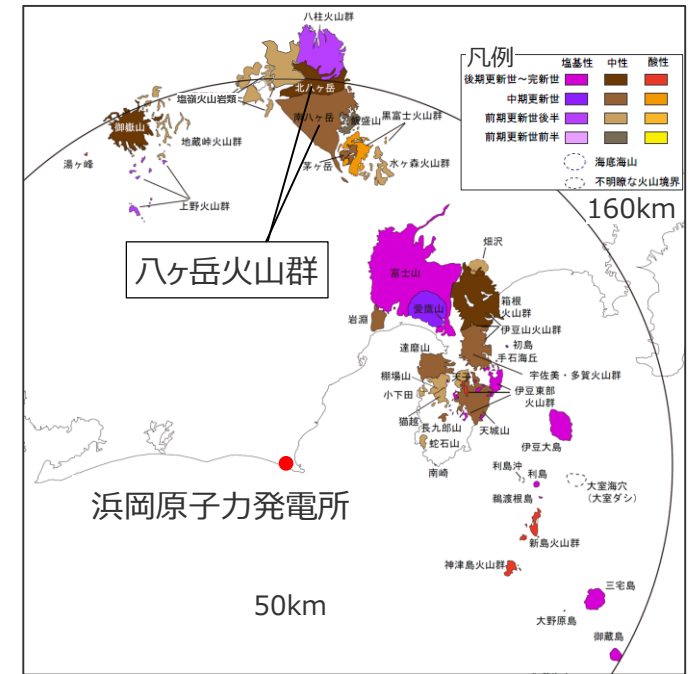 八柱火山群
凡例
塩基性 中性 酸性
後期更新世~完新世
中期更新世
前期更新世後半
前期更新世前半
海底海山
不明瞭な火山境界
160km
塩嶺火山岩類
北八ヶ岳
御嶽山
南八ヶ岳
飯盛山
黒富士火山群
地蔵峠火山群
湯ヶ峰
茅ヶ岳
水ヶ森火山群
上野火山群
八ヶ岳火山群
畑沢
富士山
箱根
火山群
愛鷹山
岩淵
伊豆山火山群
初島
達磨山
手石海丘
棚場山
天子
宇佐美・多賀火山群
小下田
伊豆東部
火山群
猫越
長九郎山
天城山
蛇石山
伊豆大島
南崎
利島沖
利島
大室海穴
(大室ダシ)
鵜渡根島
浜岡原子力発電所
新島火山群
神津島火山群
50km
三宅島
大野原島
御蔵島